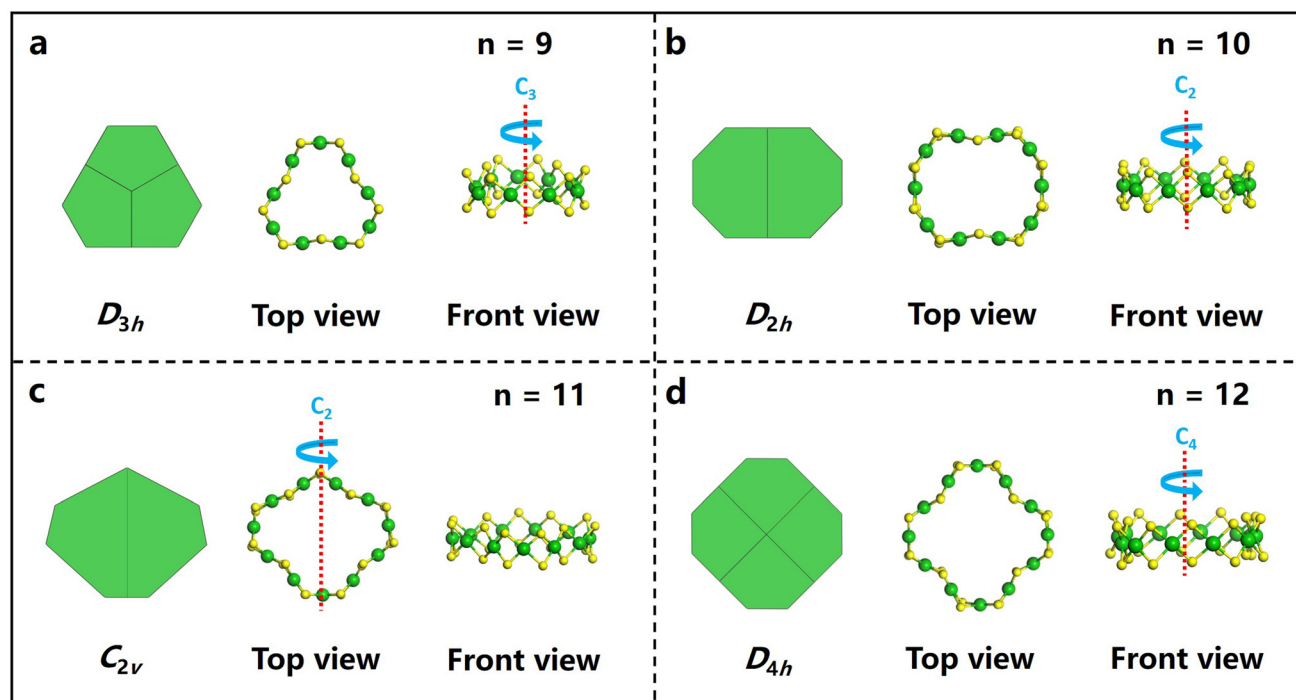 a
n = 9
C₃
D₃ₕ
Top view
Front view
b
n = 10
C₂
D₂ₕ
Top view
Front view
c
n = 11
C₂
C₂ᵥ
Top view
Front view
d
n = 12
C₄
D₄ₕ
Top view
Front view